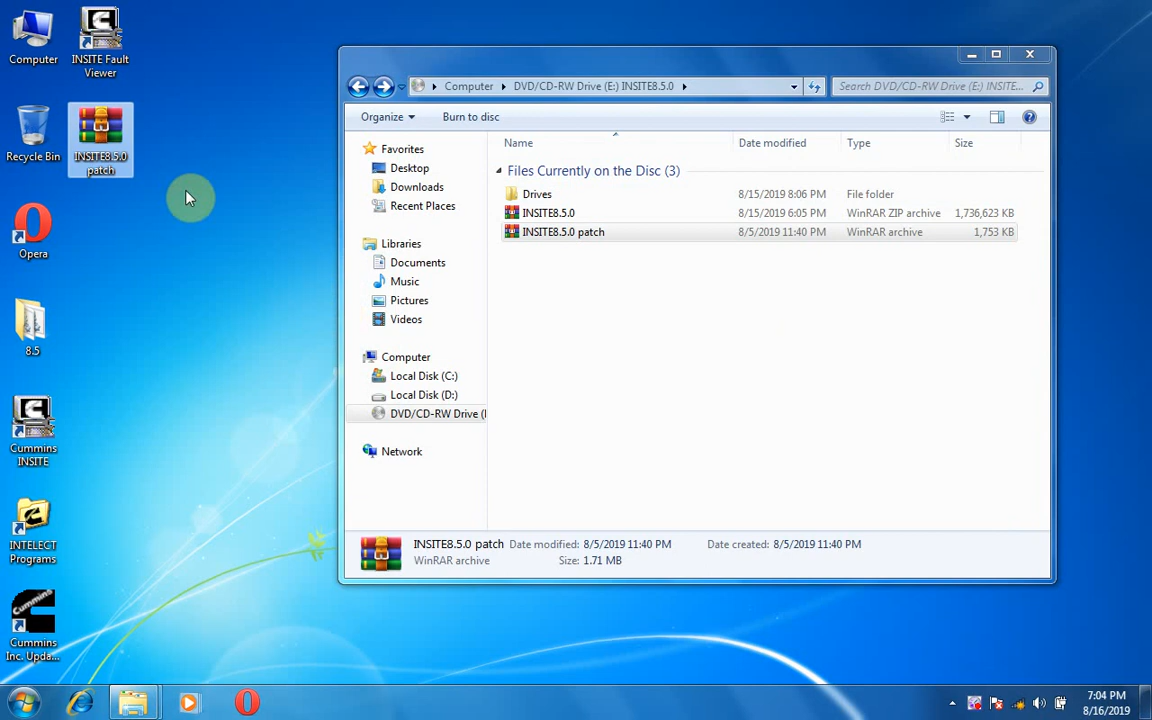 Computer
INSITE Fault
Viewer
Recycle Bin
INSITE8.5.0
patch
Opera
8.5
Cummins
INSITE
INTELECT
Programs
Cummins
Cummins
Inc. Upda...
Computer
DVD/CD-RW Drive (E:) INSITE8.5.0
Search DVD/CD-RW Drive (E:) INSITE...
Organize
Burn to disc
Favorites
Desktop
Downloads
Recent Places
Libraries
Documents
Music
Pictures
Videos
Computer
Local Disk (C:)
Local Disk (D:)
DVD/CD-RW Drive (
Network
Name Date modified Type Size
Files Currently on the Disc (3)
Drives 8/15/2019 8:06 PM File folder
INSITE8.5.0 8/15/2019 6:05 PM WinRAR ZIP archive 1,736,623 KB
INSITE8.5.0 patch 8/5/2019 11:40 PM WinRAR archive 1,753 KB
INSITE8.5.0 patch Date modified: 8/5/2019 11:40 PM Date created: 8/5/2019 11:40 PM
WinRAR archive Size: 1.71 MB
7:04 PM
8/16/2019